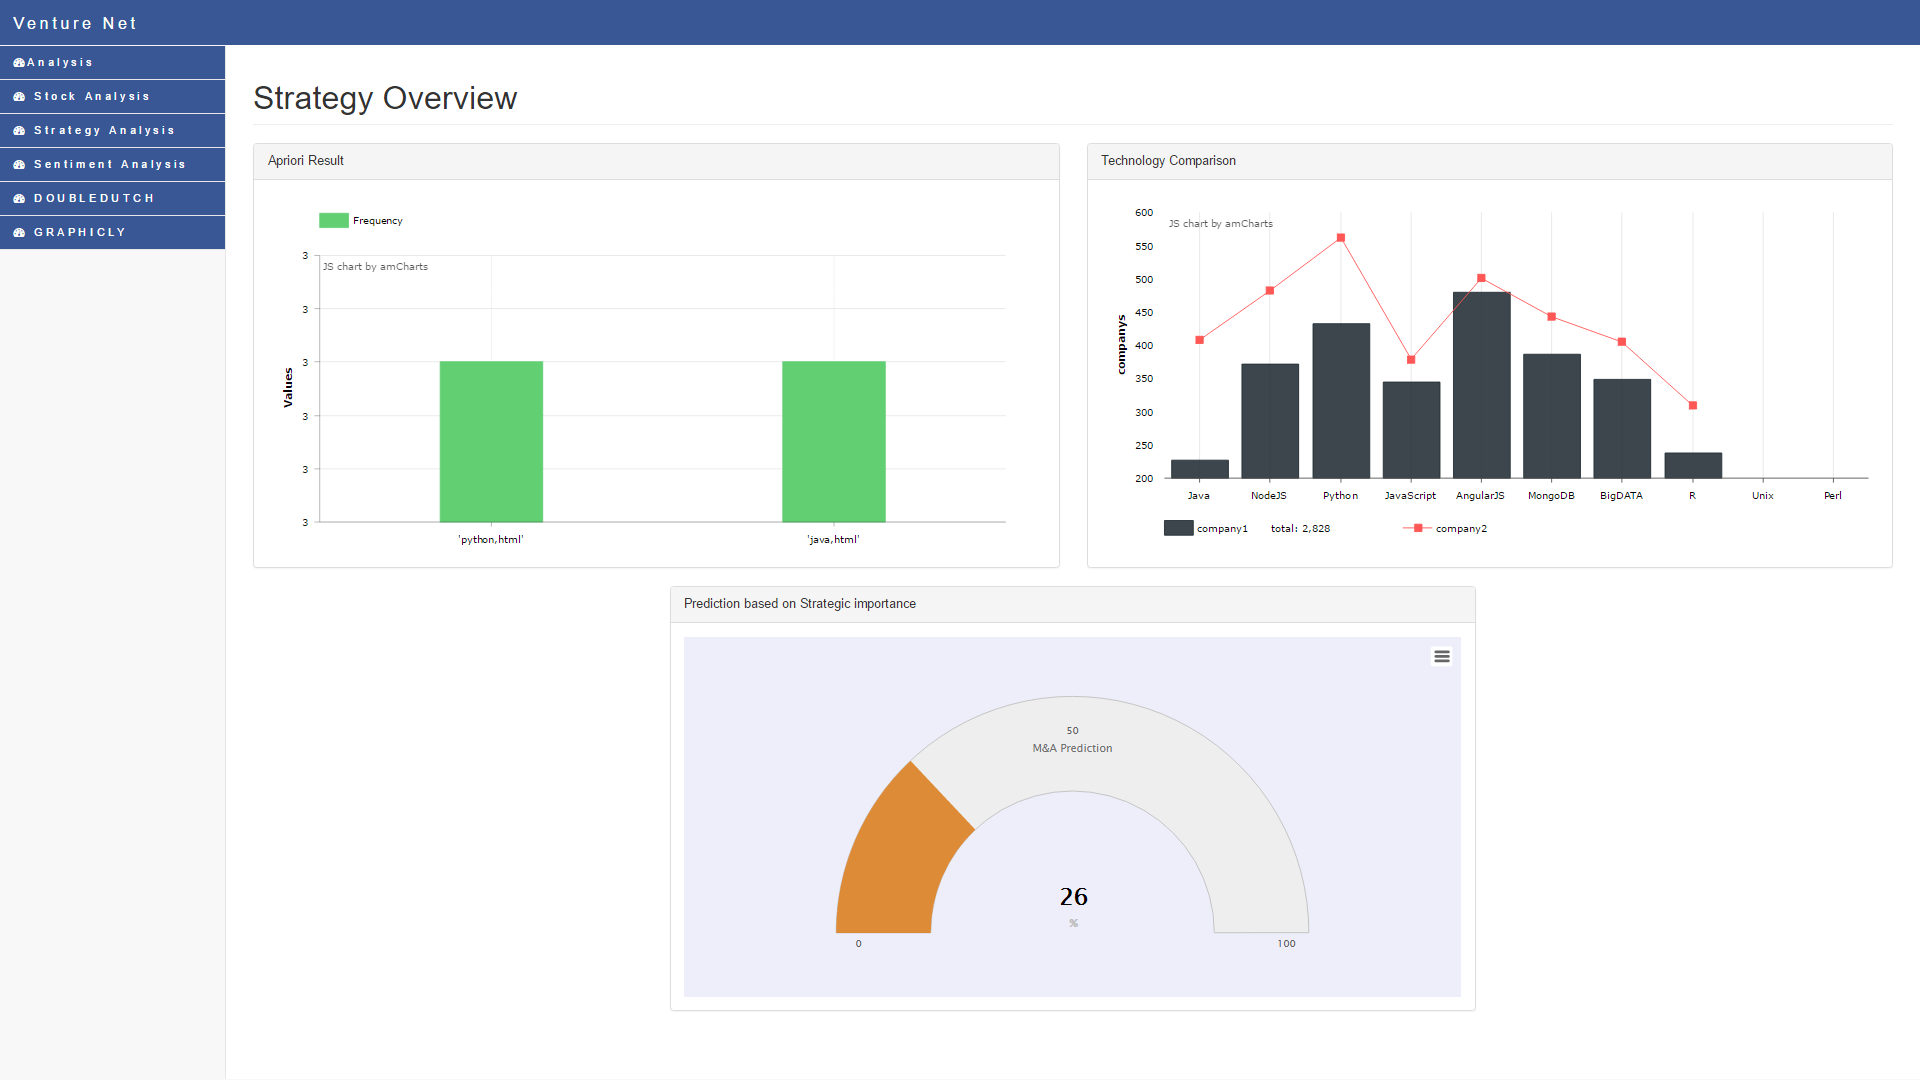 Venture Net
Analysis
Stock Analysis
Strategy Analysis
Sentiment Analysis
DOUBLEDUTCH
GRAPHICLY
Strategy Overview
Apriori Result
Frequency
JS chart by amCharts
Values
3
3
3
3
3
3
'python,html'
'java,html'
Technology Comparison
JS chart by amCharts
companys
600
550
500
450
400
350
300
250
200
Java NodeJS Python JavaScript AngularJS MongoDB BigDATA R Unix Perl
company1 total: 2,828 company2
Prediction based on Strategic importance
50
M&A Prediction
26
%
0 100